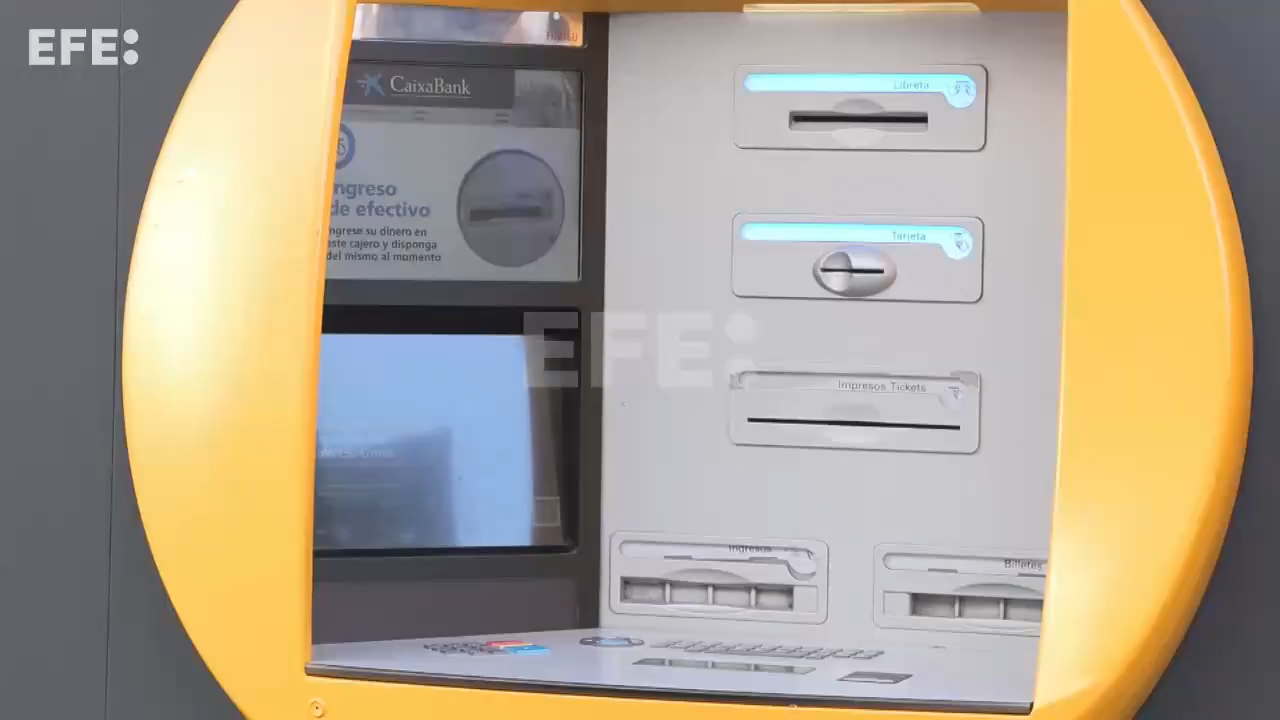 EFE:
FUJITSU
CaixaBank
ngreso
de efectivo
ngrese su dinero en
este cajero y disponga
del mismo al momento
Libreta
Tarjeta
EFE:
Impresos Tickets
Ingresos
Billetes